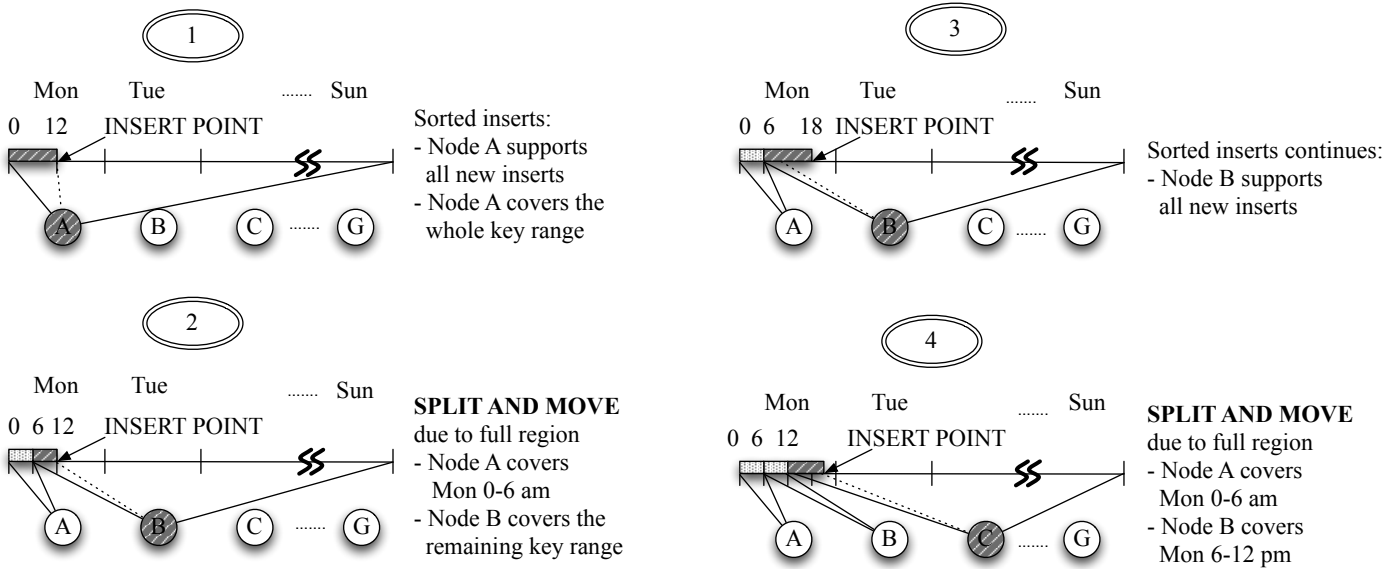 1
Mon Tue ....... Sun
0 12 INSERT POINT
A B C ....... G
Sorted inserts:
- Node A supports
all new inserts
- Node A covers the
whole key range
2
Mon Tue ....... Sun
0 6 12 INSERT POINT
A B C ....... G
SPLIT AND MOVE
due to full region
- Node A covers
Mon 0-6 am
- Node B covers the
remaining key range
3
Mon Tue ....... Sun
0 6 18 INSERT POINT
A B C ....... G
Sorted inserts continues:
- Node B supports
all new inserts
4
Mon Tue ....... Sun
0 6 12 INSERT POINT
A B C ....... G
SPLIT AND MOVE
due to full region
- Node A covers
Mon 0-6 am
- Node B covers
Mon 6-12 pm